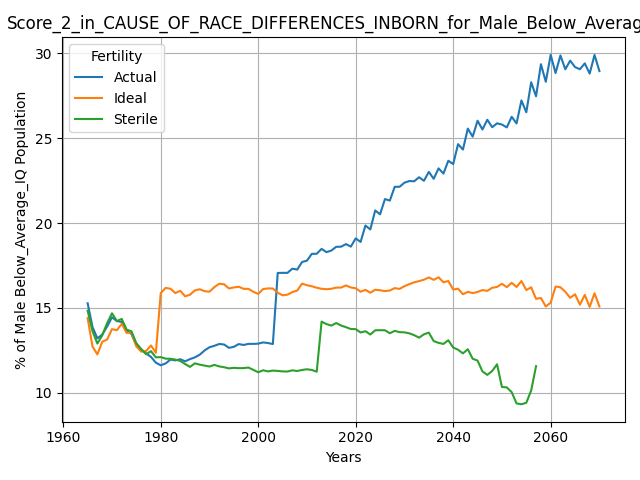 Score_2_in_CAUSE_OF_RACE_DIFFERENCES_INBORN_for_Male_Below_Averag
Fertility
Actual
Ideal
Sterile
% of Male Below_Average_IQ Population
30
25
20
15
10
1960
1980
2000
2020
2040
2060
Years